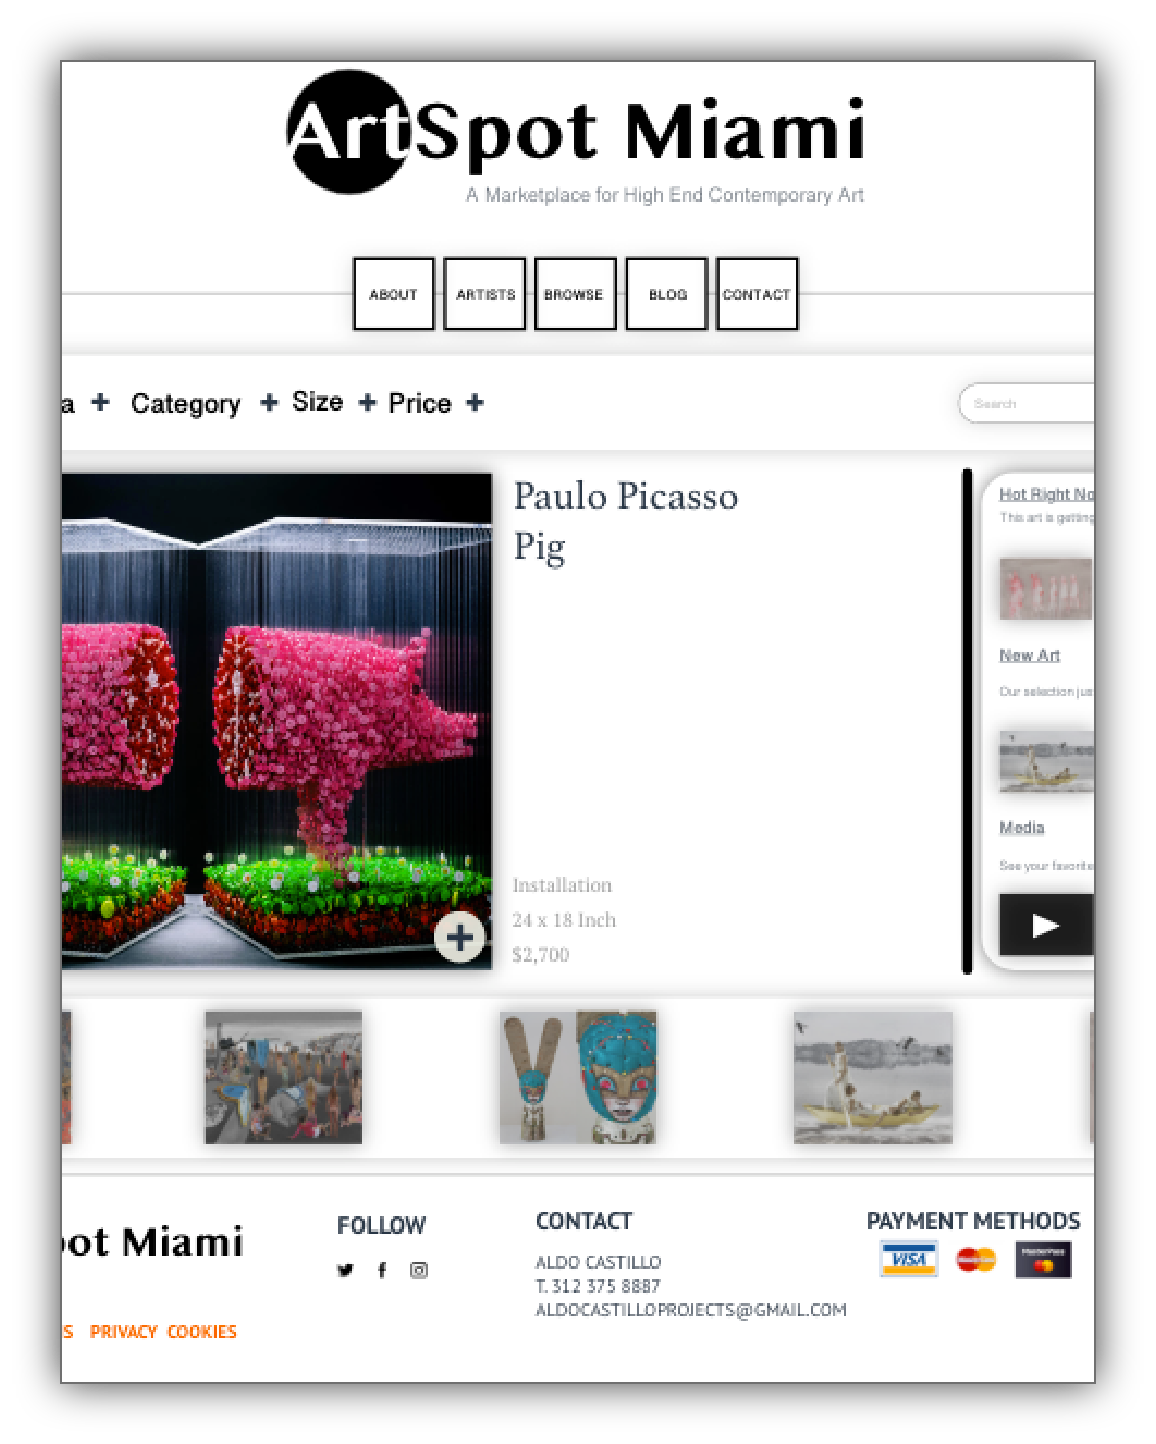 ArtSpot Miami
A Marketplace for High End Contemporary Art
ABOUT ARTISTS BROWSE BLOG CONTACT
a + Category + Size + Price +
Search
Paulo Picasso
Pig
Installation
24 x 18 Inch
$2,700
Hot Right No
This art is getting
New Art
Our selection jus
Media
See your favorite
pot Miami
S PRIVACY COOKIES
FOLLOW
CONTACT
ALDO CASTILLO
T. 312 375 8887
ALDOCASTILLOPROJECTS@GMAIL.COM
PAYMENT METHODS
VISA MasterCard MasterPass